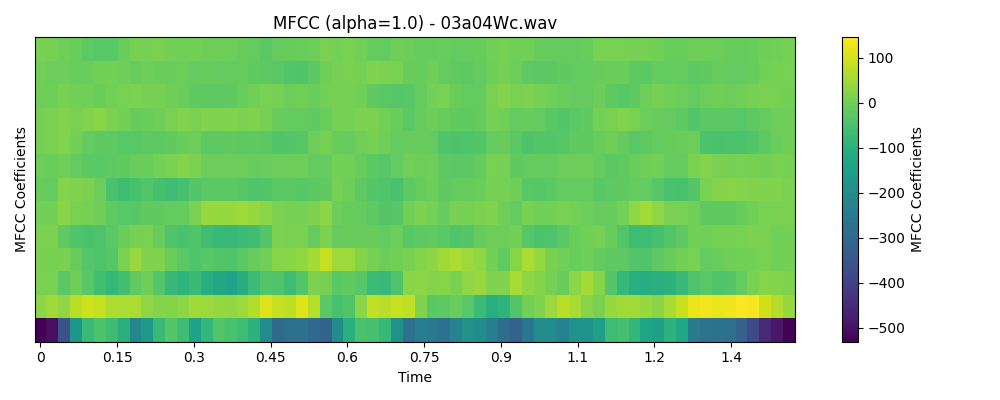 MFCC (alpha=1.0) - 03a04Wc.wav
MFCC Coefficients
0 0.15 0.3 0.45 0.6 0.75 0.9 1.1 1.2 1.4
Time
100
0
−100
−200
−300
−400
−500
MFCC Coefficients